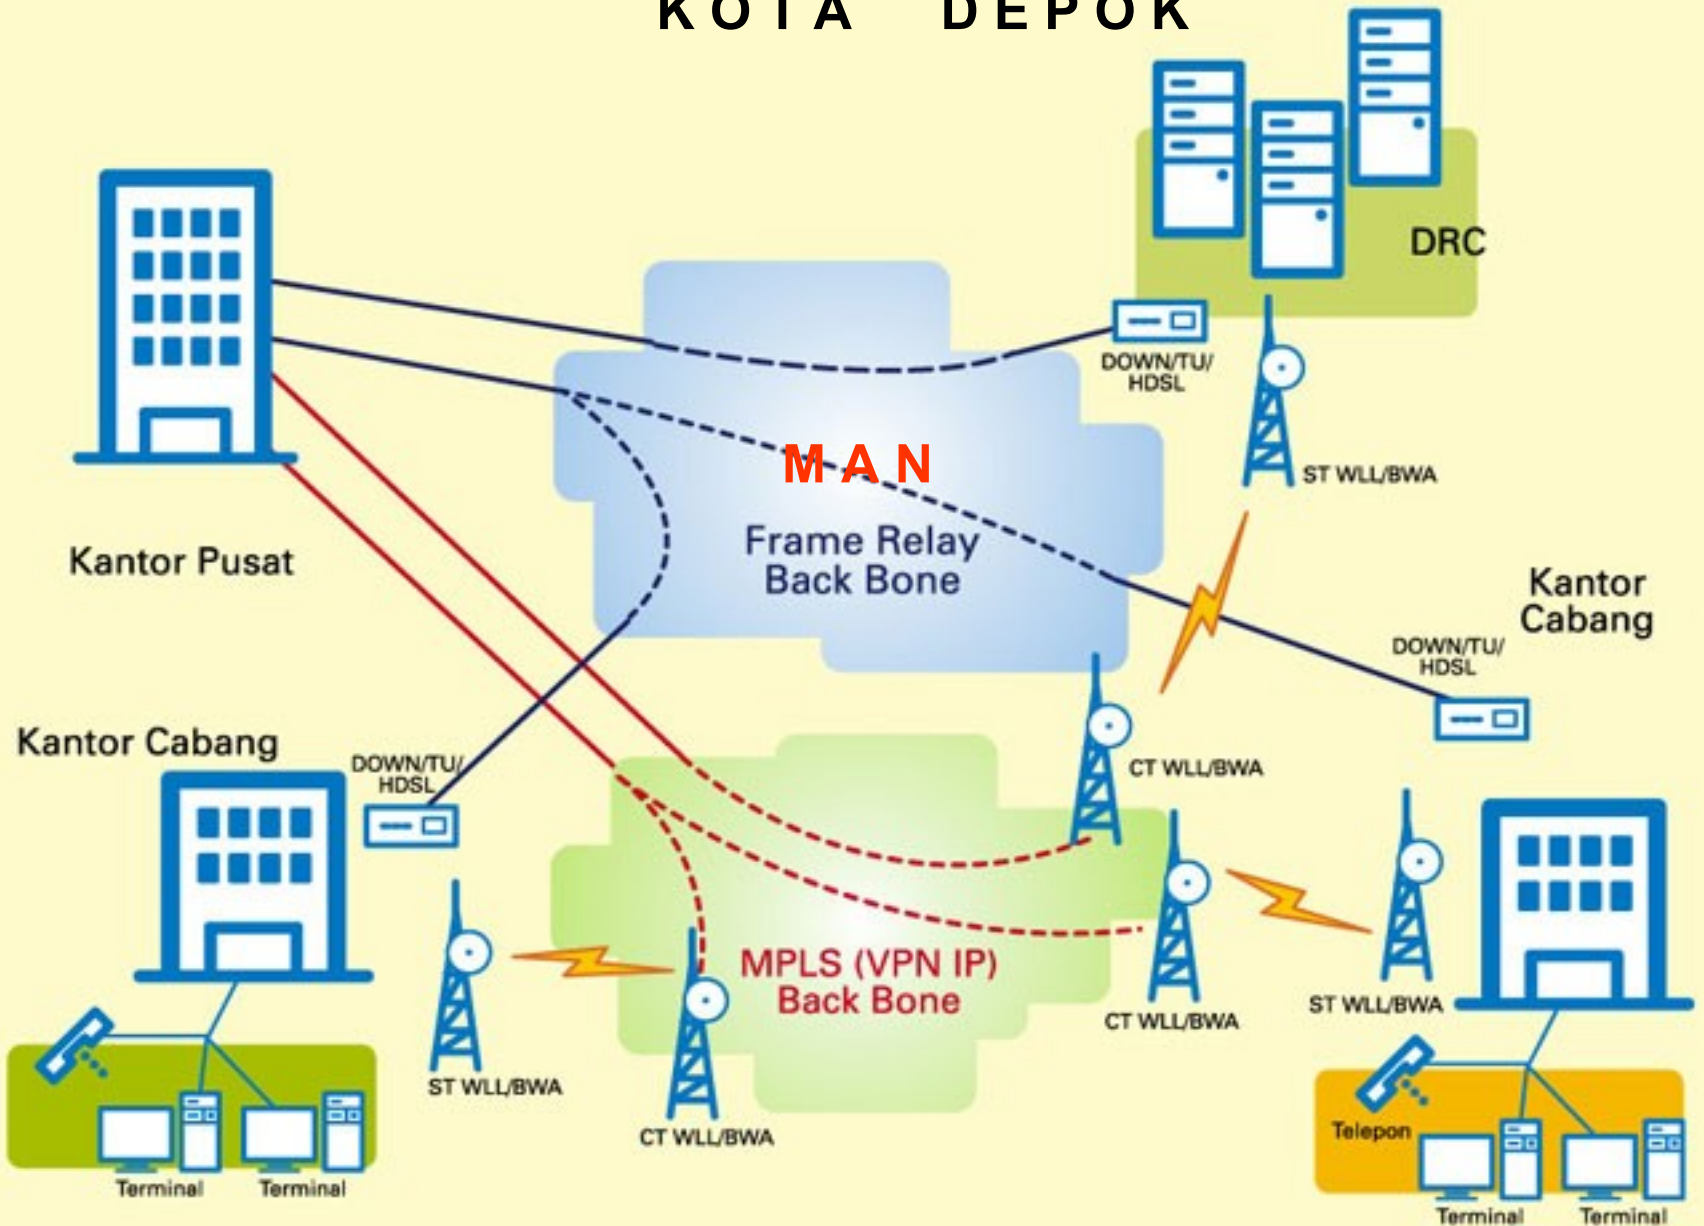 KOTA DEPOK
DRC
DOWN/TU/
HDSL
ST WLL/BWA
MAN
Frame Relay
Back Bone
Kantor Pusat
Kantor
Cabang
DOWN/TU/
HDSL
Kantor Cabang
DOWN/TU/
HDSL
CT WLL/BWA
MPLS (VPN IP)
Back Bone
CT WLL/BWA
ST WLL/BWA
ST WLL/BWA
CT WLL/BWA
Telepon
Terminal
Terminal
Terminal
Terminal